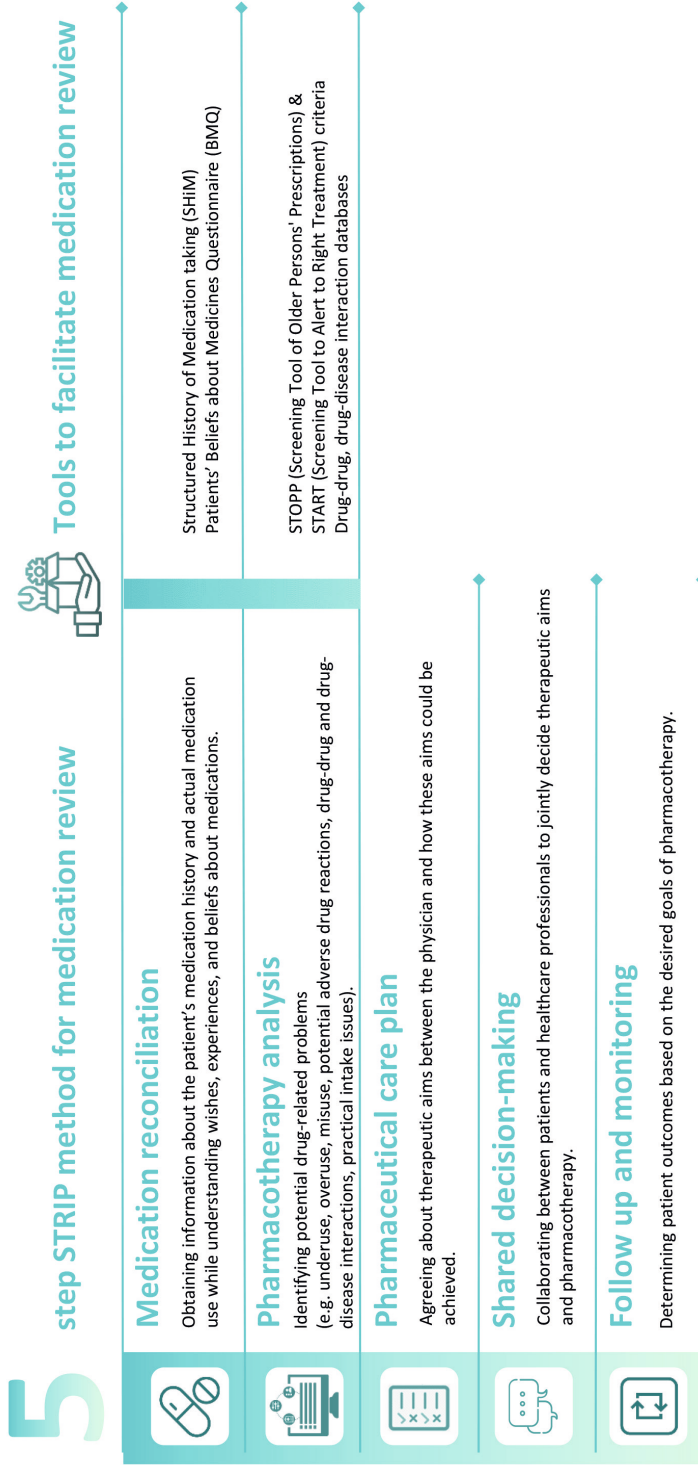 5 step STRIP method for medication review
Tools to facilitate medication review
Medication reconciliation
Obtaining information about the patient’s medication history and actual medication
use while understanding wishes, experiences, and beliefs about medications.
Structured History of Medication taking (SHiM)
Patients’ Beliefs about Medicines Questionnaire (BMQ)
Pharmacotherapy analysis
Identifying potential drug-related problems
(e.g. underuse, overuse, misuse, potential adverse drug reactions, drug-drug and drug-
disease interactions, practical intake issues).
STOPP (Screening Tool of Older Persons' Prescriptions) &
START (Screening Tool to Alert to Right Treatment) criteria
Drug-drug, drug-disease interaction databases
Pharmaceutical care plan
Agreeing about therapeutic aims between the physician and how these aims could be
achieved.
Shared decision-making
Collaborating between patients and healthcare professionals to jointly decide therapeutic aims
and pharmacotherapy.
Follow up and monitoring
Determining patient outcomes based on the desired goals of pharmacotherapy.